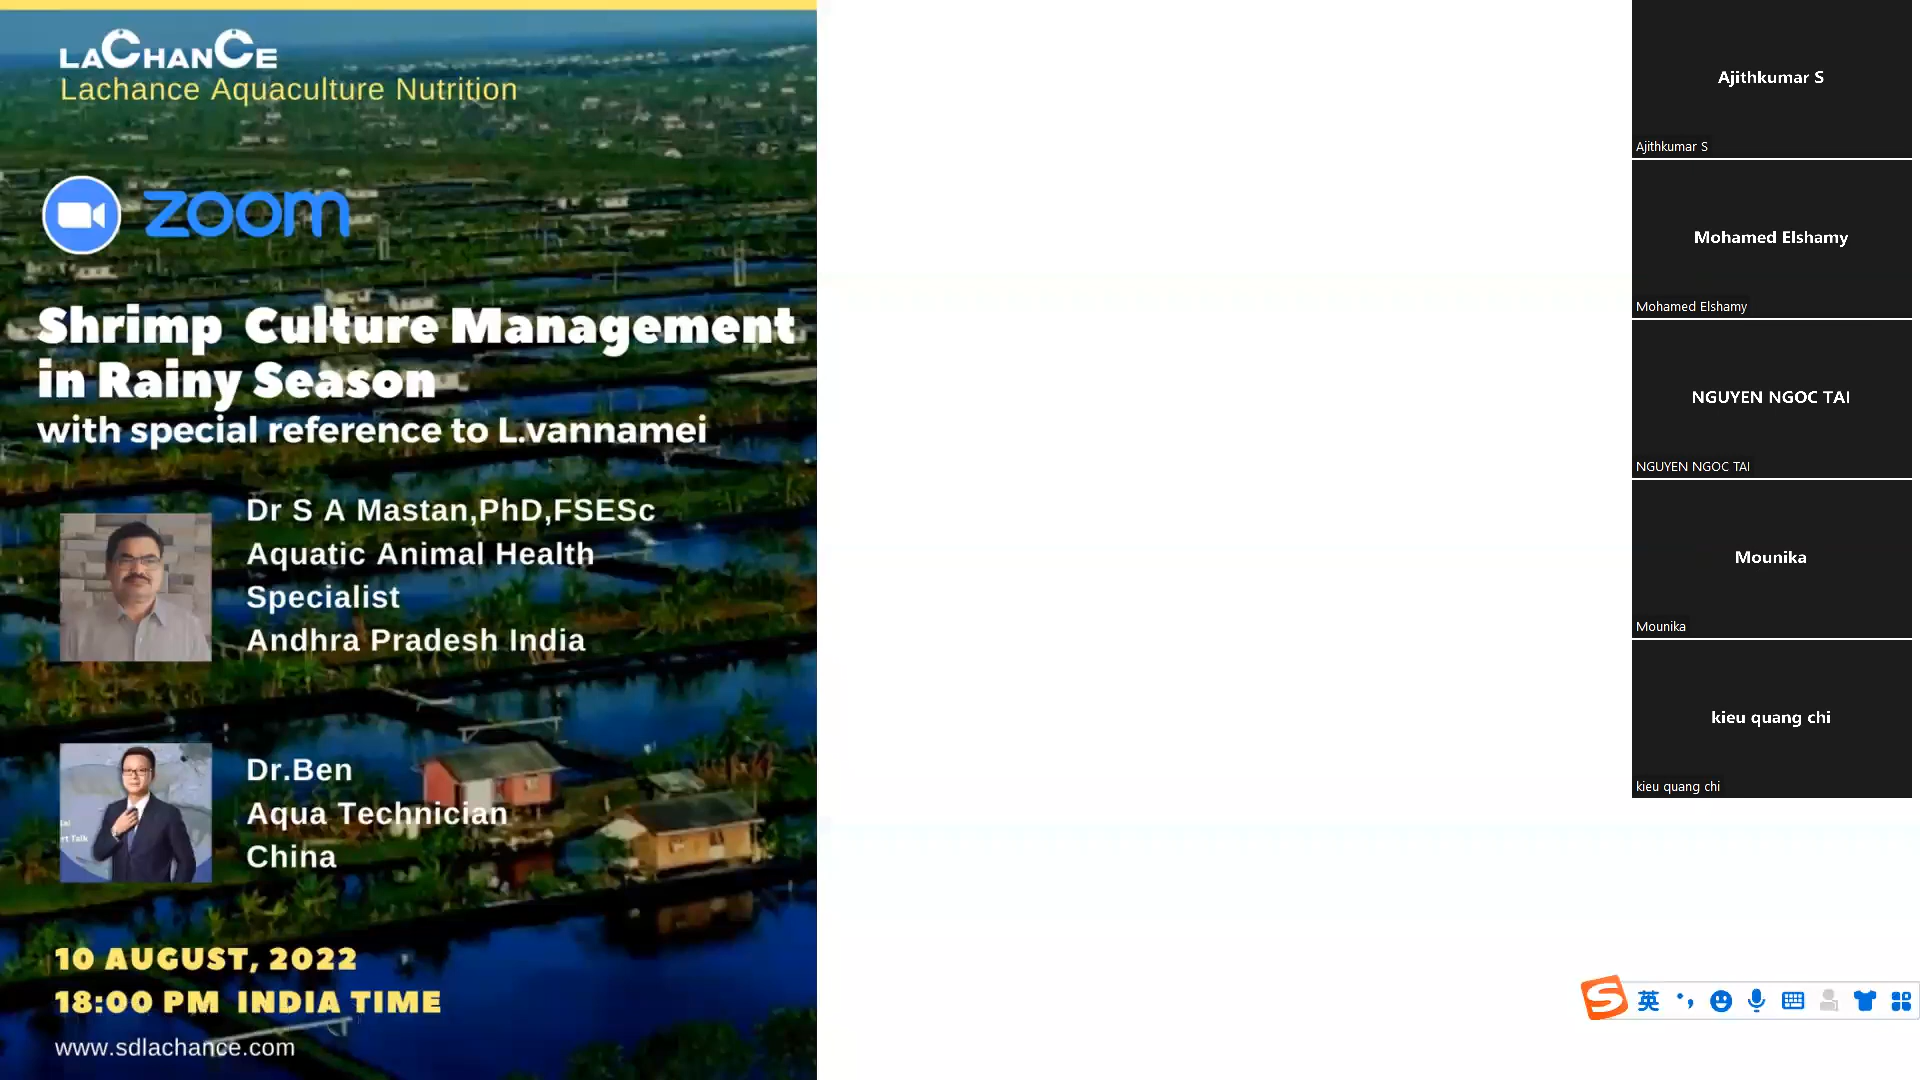 LACHANCE
Lachance Aquaculture Nutrition
zoom
Shrimp Culture Management
in Rainy Season
with special reference to L.vannamei
Dr S A Mastan,PhD,FSESc
Aquatic Animal Health
Specialist
Andhra Pradesh India
Dr.Ben
Aqua Technician
China
10 AUGUST, 2022
18:00 PM INDIA TIME
www.sdlachance.com
Ajithkumar S
Ajithkumar S
Mohamed Elshamy
Mohamed Elshamy
NGUYEN NGOC TAI
NGUYEN NGOC TAI
Mounika
Mounika
kieu quang chi
kieu quang chi
S 英